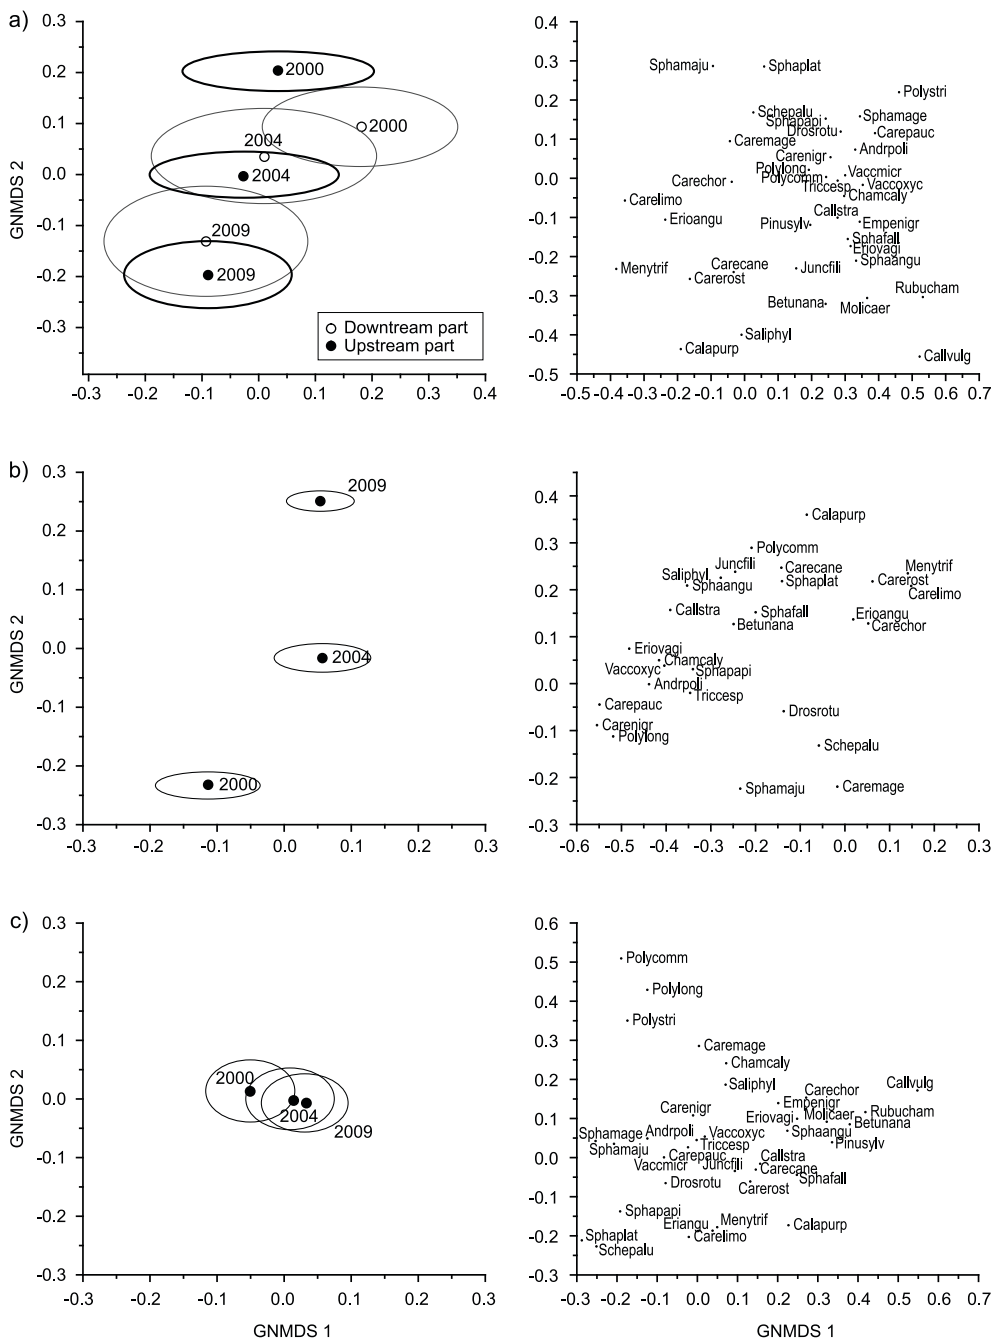 a)
0.3
0.2
0.1
0.0
-0.1
-0.2
-0.3
GNMDS 2
2000
2000
2004
2004
2009
2009
Downtream part
Upstream part
-0.3 -0.2 -0.1 0.0 0.1 0.2 0.3 0.4
0.4
0.3
0.2
0.1
0.0
-0.1
-0.2
-0.3
-0.4
-0.5
Sphamaju
Sphaplat
Polystri
Schepalu
Sphapapi
Sphamage
Drosrotu
Carepauc
Caremage
Andrpoli
Carenigr
Polylong
Vaccmicr
Polycomm
Carechor
Triccesp
Vaccoxyc
Chamcaly
Carelimo
Callstra
Erioangu
Pinusylv
Empenigr
Sphafall
Eriovagi
Sphaangu
Menytrif
Carecane
Juncfili
Carerost
Rubucham
Betunana
Molicaer
Saliphyl
Calapurp
Callvulg
-0.5 -0.4 -0.3 -0.2 -0.1 0.0 0.1 0.2 0.3 0.4 0.5 0.6 0.7
b)
0.3
0.2
0.1
0.0
-0.1
-0.2
-0.3
GNMDS 2
2009
2004
2000
-0.3 -0.2 -0.1 0.0 0.1 0.2 0.3
0.4
0.3
0.2
0.1
0.0
-0.1
-0.2
-0.3
Calapurp
Polycomm
Juncfili
Carecane
Menytrif
Saliphyl
Sphaangu
Sphaplat
Carerost
Carelimo
Callstra
Sphafall
Erioangu
Betunana
Carechor
Eriovagi
Chamcaly
Vaccoxyc
Sphapapi
Andrpoli
Triccesp
Carepauc
Drosrotu
Carenigr
Polylong
Schepalu
Sphamaju
Caremage
-0.6 -0.5 -0.4 -0.3 -0.2 -0.1 0.0 0.1 0.2 0.3
c)
0.3
0.2
0.1
0.0
-0.1
-0.2
-0.3
GNMDS 2
2000
2004
2009
-0.3 -0.2 -0.1 0.0 0.1 0.2 0.3
GNMDS 1
0.6
0.5
0.4
0.3
0.2
0.1
0.0
-0.1
-0.2
-0.3
Polycomm
Polylong
Polystri
Caremage
Chamcaly
Saliphyl
Carechor
Callvulg
Empenigr
Carenigr
Molicaer
Rubucham
Eriovagi
Betunana
Sphamage
Andrpoli
Vaccoxyc
Sphaangu
Sphamaju
Triccesp
Pinusylv
Carepauc
Callstra
Vaccmicr
Juncfili
Carecane
Drosrotu
Sphafall
Carerost
Sphapapi
Eriangu
Menytrif
Calapurp
Sphaplat
Carelimo
Schepalu
-0.3 -0.2 -0.1 0.0 0.1 0.2 0.3 0.4 0.5 0.6 0.7
GNMDS 1